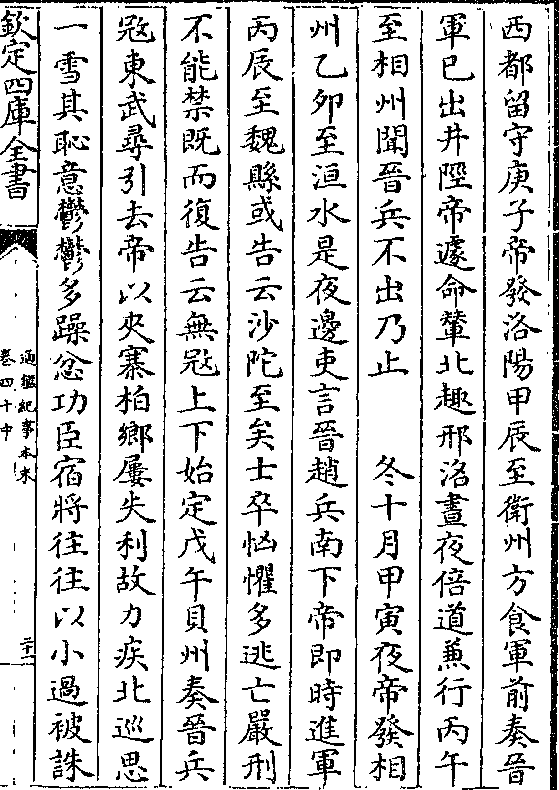 西都留守庚子帝發洛陽甲辰至衛州方食軍前奏晉
軍已出井陘帝遽命輦北趣邢洺晝夜倍道兼行丙午
至相州聞晉兵不出乃止　冬十月甲寅夜帝發相
州乙夘至洹水是夜邊吏言晉趙兵南下帝即時進軍
丙辰至魏縣或告云沙陀至矣士卒恟懼多逃亡嚴刑
不能禁既而復告云無冦上下始定戊午貝州奏晉兵
冦東武尋引去帝以夾寨柏鄉屢失利故力疾北巡思
一雪其恥意鬱鬱多躁忿功臣宿將往往以小過被誅
欽定四庫全書
通鑑紀事本末
卷四十中
二十一